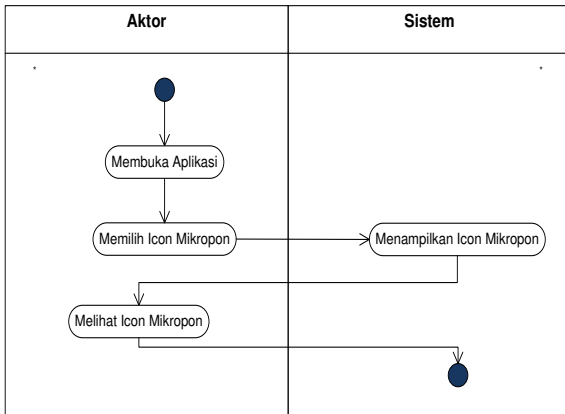 Aktor
Sistem
* *
Membuka Aplikasi
Memilih Icon Mikropon
Menampilkan Icon Mikropon
Melihat Icon Mikropon